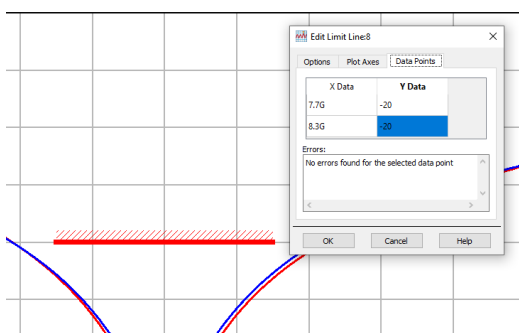 Edit Limit Line:8
Options Plot Axes Data Points
X Data Y Data
7.7G -20
8.3G -20
Errors:
No errors found for the selected data point
OK Cancel Help